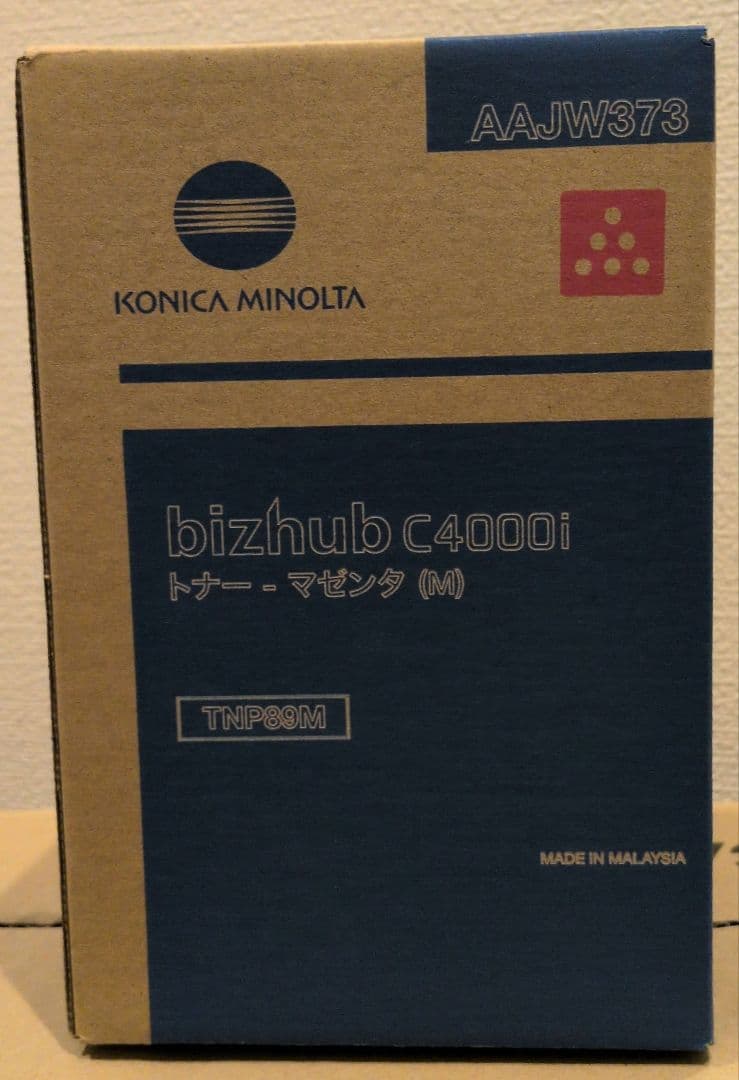 AAJW373
KONICA MINOLTA
bizhub C4000i
トナー - マゼンタ (M)
TNP89M
MADE IN MALAYSIA